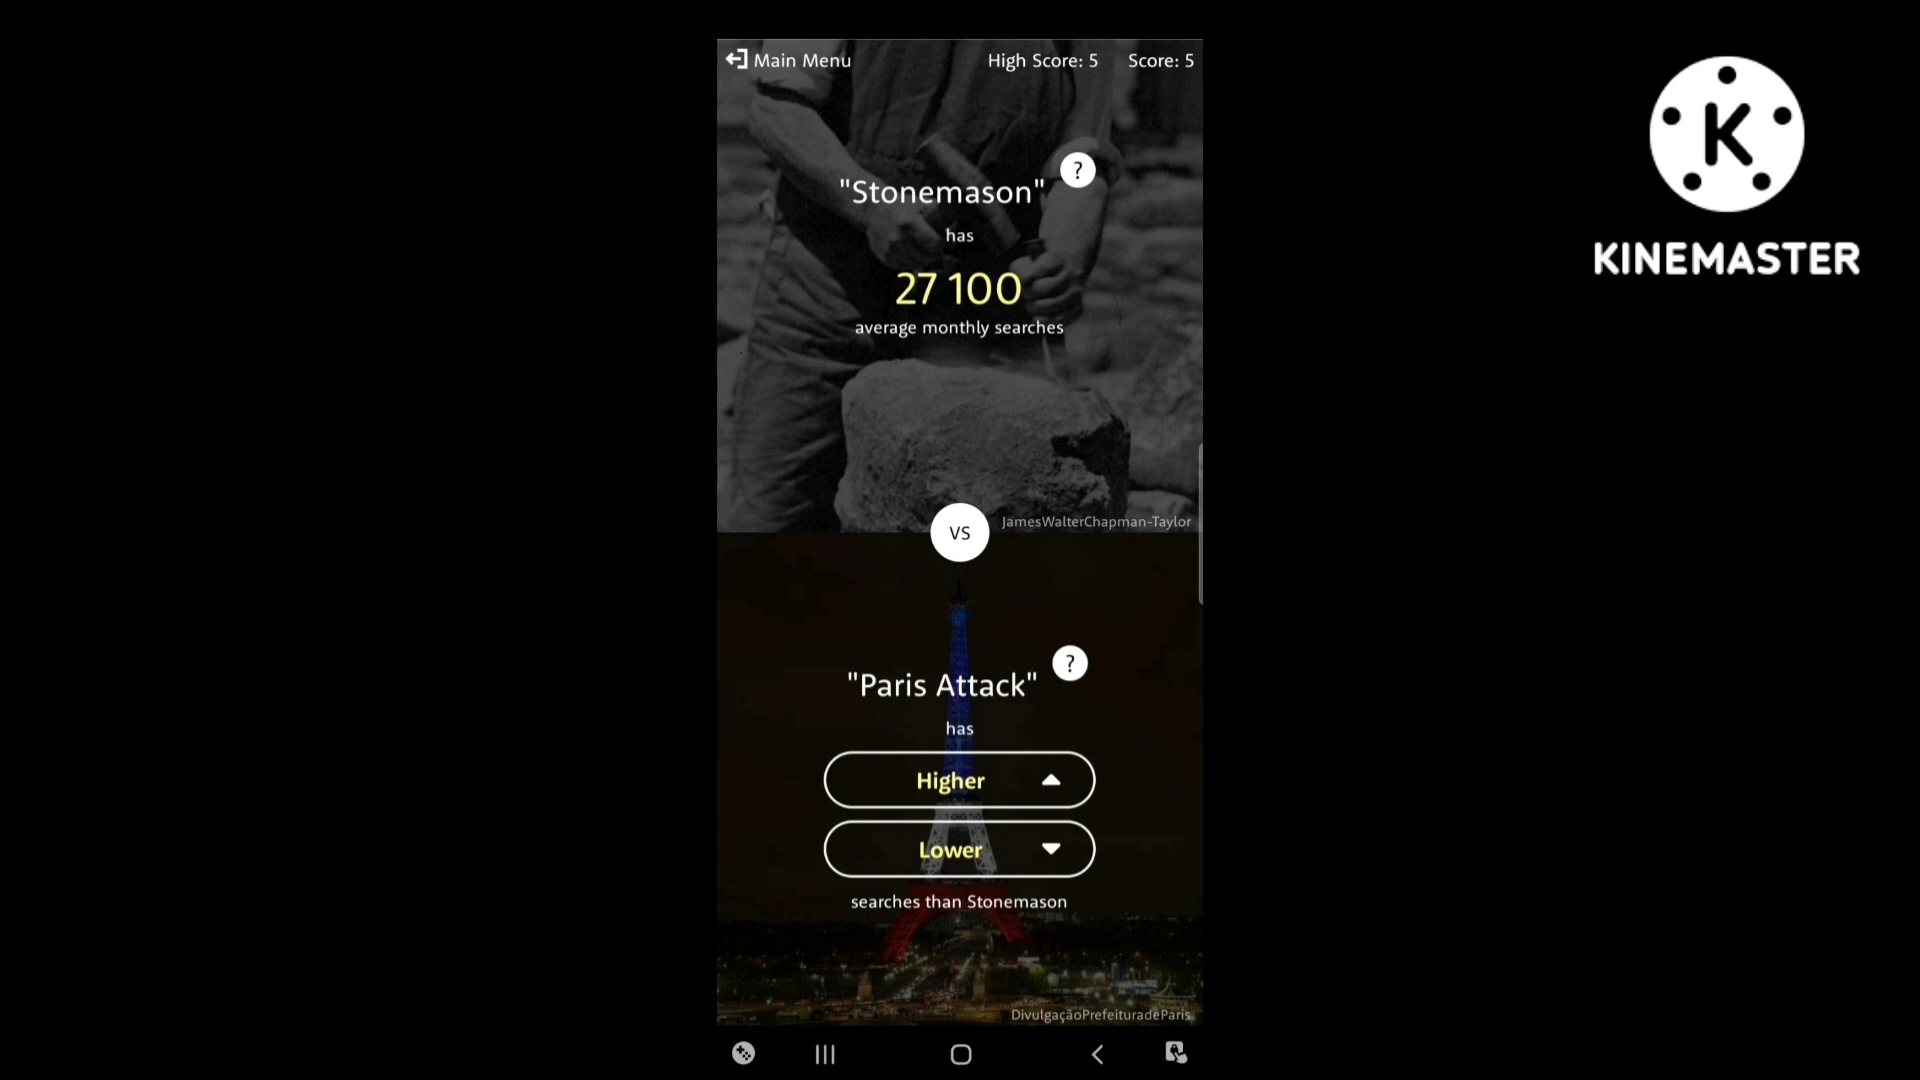 Main Menu
High Score: 5
Score: 5
K
KINEMASTER
"Stonemason"
?
has
27 100
average monthly searches
JamesWalterChapman-Taylor
VS
"Paris Attack"
?
has
Higher
Lower
searches than Stonemason
DivulgaçãoPrefeituradeParis